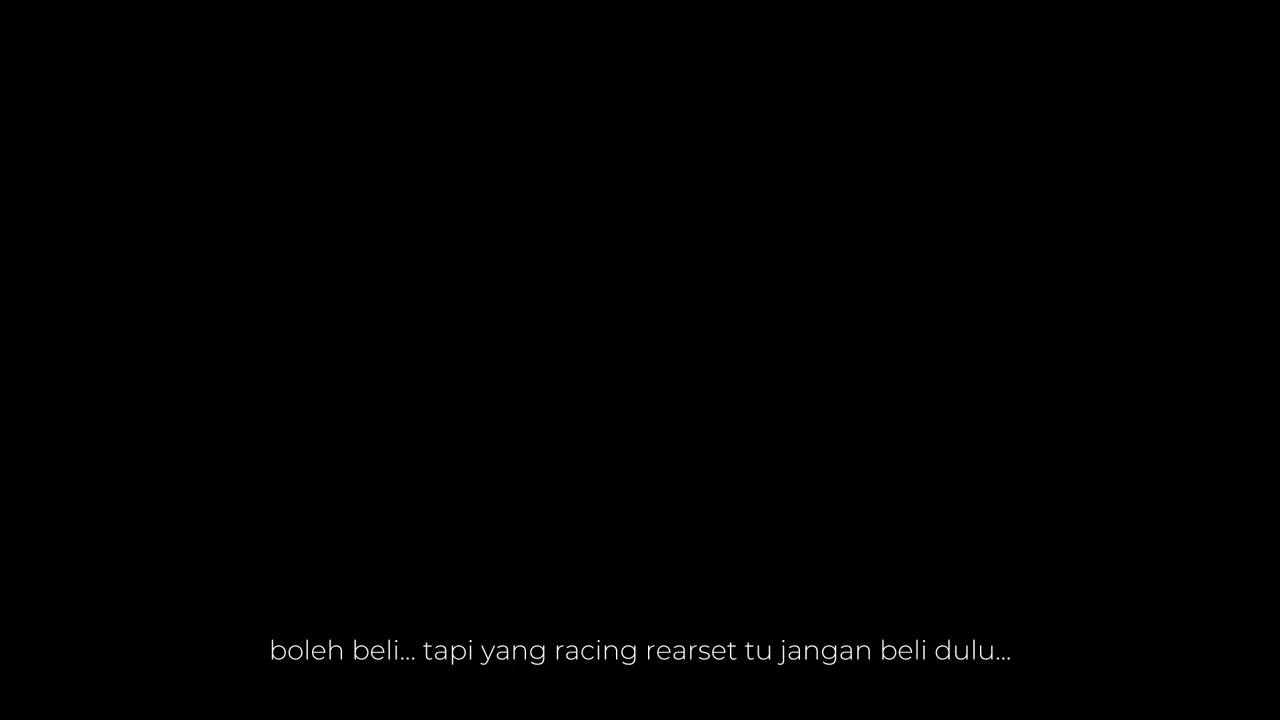 boleh beli... tapi yang racing rearset tu jangan beli dulu...